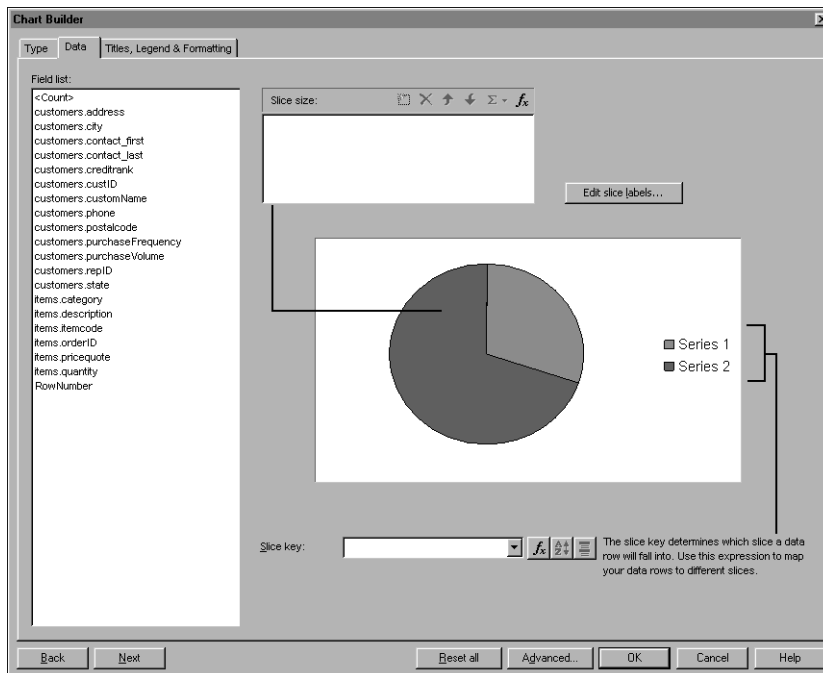 Chart Builder
Type
Data
Titles, Legend & Formatting
Field list:
<Count>
customers.address
customers.city
customers.contact_first
customers.contact_last
customers.creditrank
customers.custID
customers.customName
customers.phone
customers.postalcode
customers.purchaseFrequency
customers.purchaseVolume
customers.repID
customers.state
items.category
items.description
items.itemcode
items.orderID
items.pricequote
items.quantity
RowNumber
Slice size:
Σ
fx
Edit slice labels...
Series 1
Series 2
Slice key:
fx
A
Z
The slice key determines which slice a data
row will fall into. Use this expression to map
your data rows to different slices.
Back
Next
Reset all
Advanced...
OK
Cancel
Help